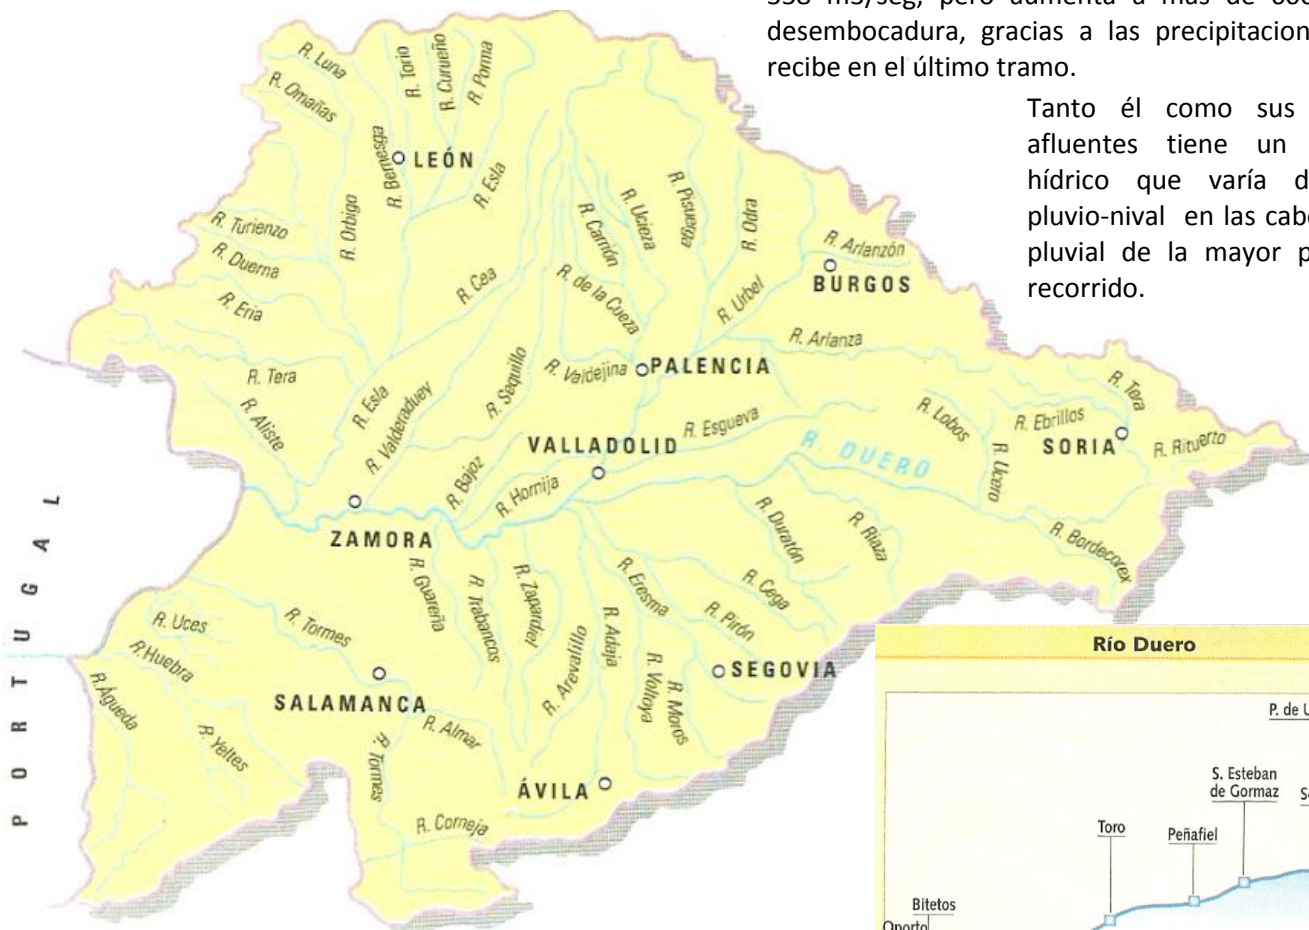 desembocadura, gracias a las precipitacion
recibe en el último tramo.
Tanto él como sus
afluentes tiene un
hídrico que varía d
pluvio-nival en las cab
pluvial de la mayor p
recorrido.
R. Luna
R. Omañas
R. Torio
R. Curueño
R. Porma
R. Bernesga
LEÓN
R. Esla
R. Orbigo
R. Turienzo
R. Duerna
R. Eria
R. Cea
R. Carrión
R. Ucieza
R. Pisuerga
R. Odra
R. Arlanzón
BURGOS
R. de la Cueza
R. Urbel
R. Arlanza
R. Tera
R. Aliste
R. Esla
R. Valderaduey
R. Sequillo
R. Valdejina
PALENCIA
R. Esgueva
R. Lobos
R. Ebrillos
R. Tera
SORIA
R. Rituerto
R. Ucero
VALLADOLID
R. DUERO
R. Bajoz
R. Hornija
ZAMORA
R. Duratón
R. Riaza
R. Bordecorex
R. Guareña
R. Trabancos
R. Zapardiel
R. Arevalillo
R. Adaja
R. Eresma
R. Cega
R. Pirón
R. Voltoya
R. Moros
SEGOVIA
PORTUGAL
R. Uces
R. Huebra
R. Águeda
R. Yeltes
R. Tormes
SALAMANCA
R. Almar
R. Tormes
ÁVILA
R. Corneja
Río Duero
P. de U
S. Esteban
de Gormaz
S
Toro
Peñafiel
Bitetos
Oporto